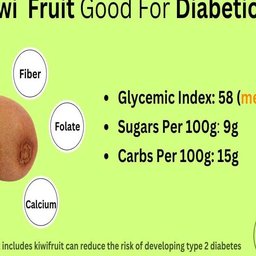 wi Fruit Good For Diabetic
Fiber
Glycemic Index: 58 (me
Folate
Sugars Per 100g: 9g
Carbs Per 100g: 15g
Calcium
includes kiwifruit can reduce the risk of developing type 2 diabetes